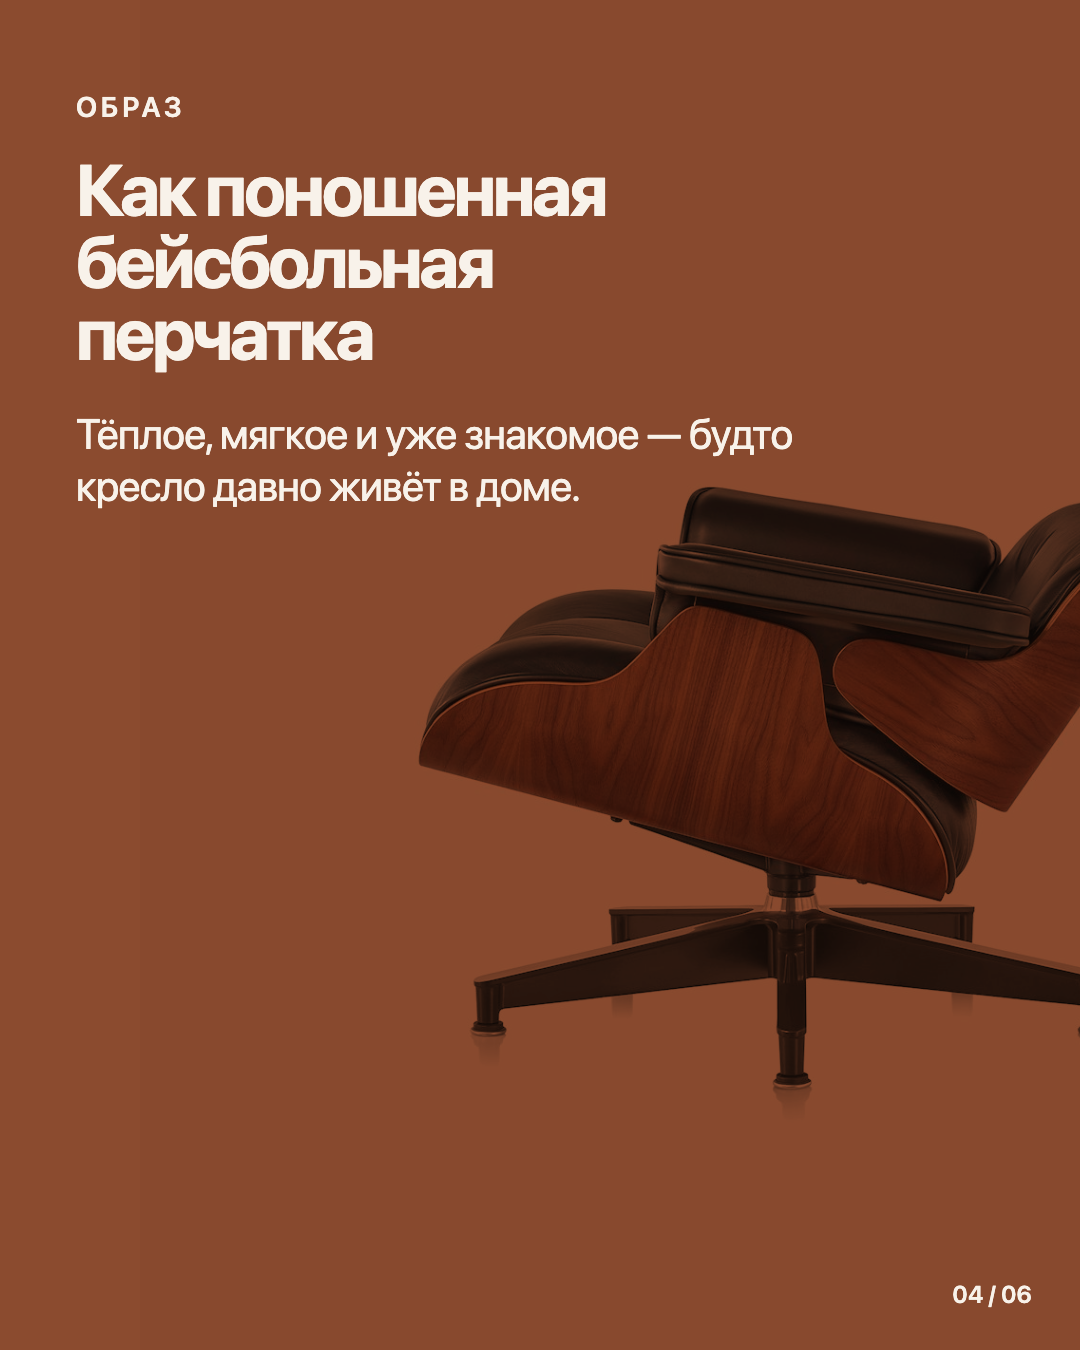 ОБРАЗ
Как поношенная
бейсбольная
перчатка
Тёплое, мягкое и уже знакомое — будто
кресло давно живёт в доме.
04 / 06